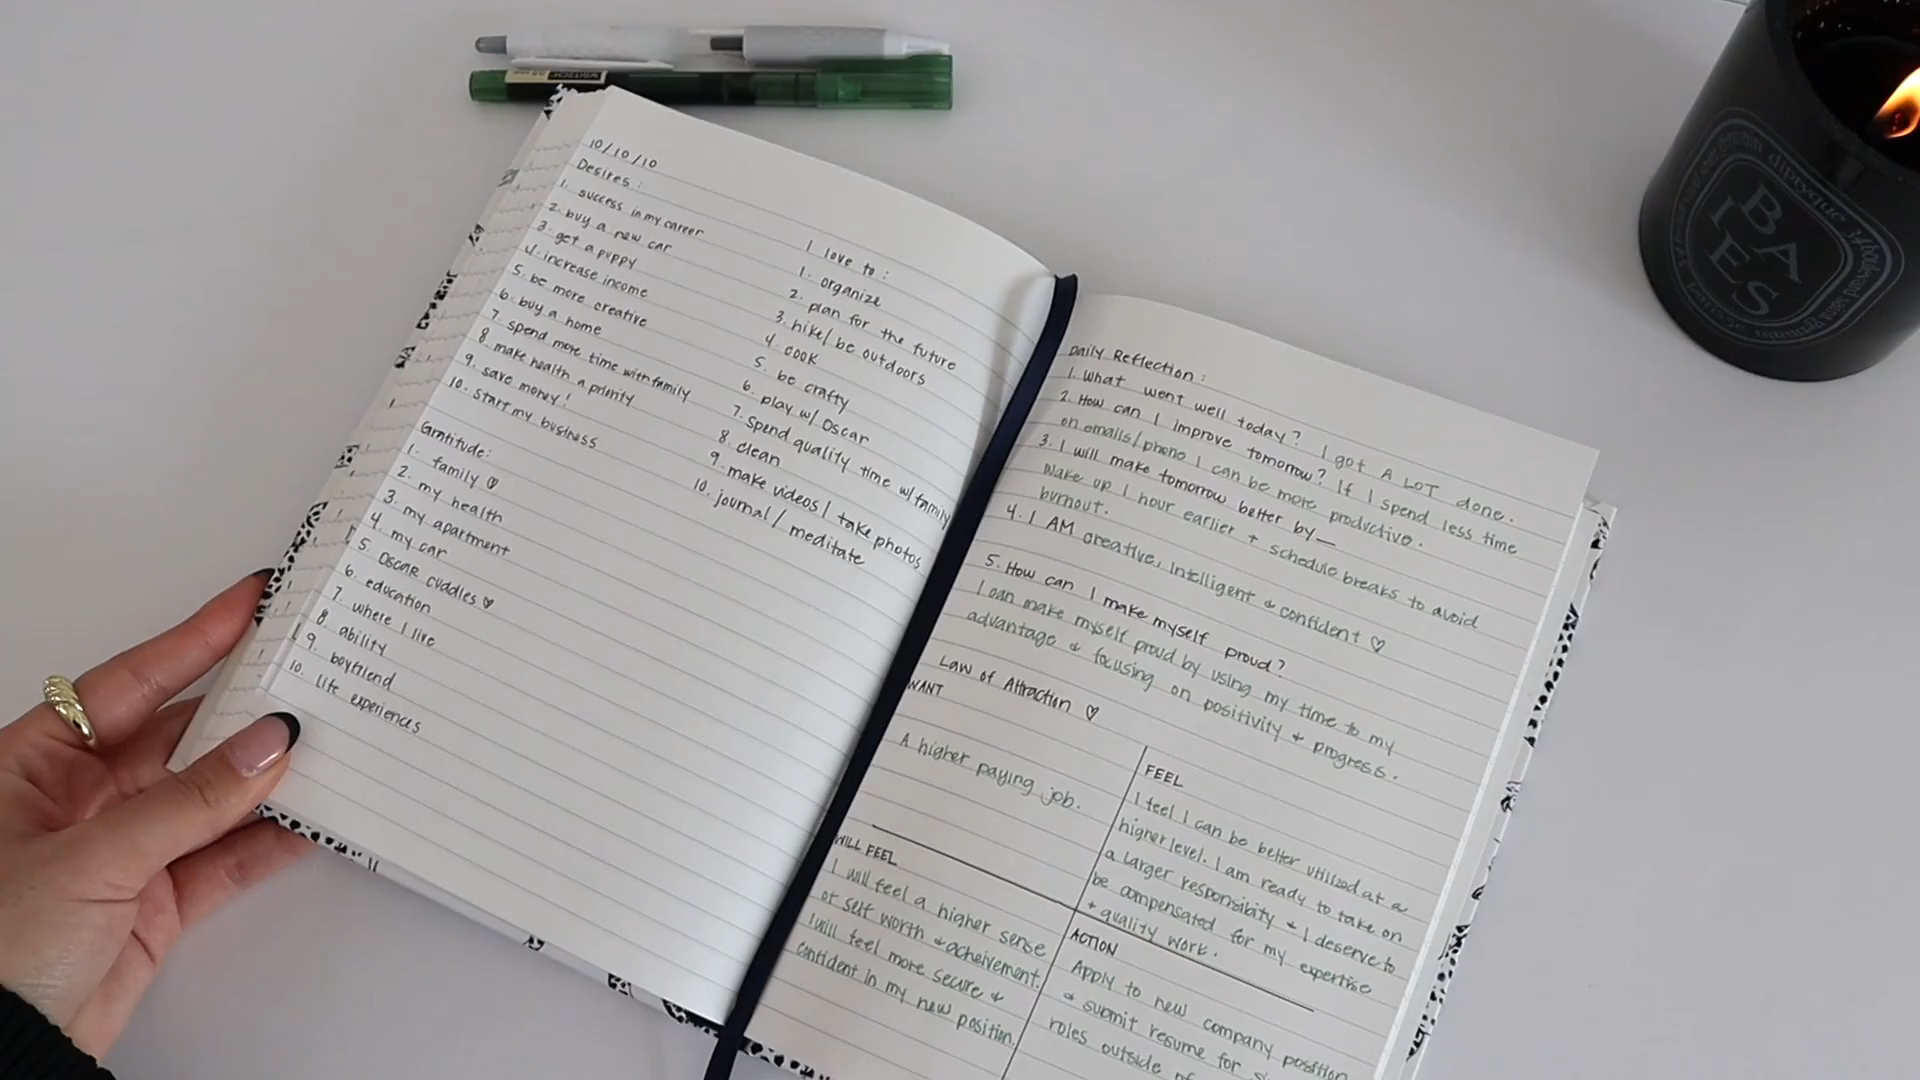 10/10/10
Desires:
1. success in my career
2. buy a new car
3. get a puppy
4. increase income
5. be more creative
6. buy a home
7. spend more time with family
8 make health a priority
9. save money!
10. start my business
Gratitude:
1. family ♡
2. my health
3. my apartment
4. my car
5. OSCAR cuddles ♡
6. education
7. where I live
8. ability
9. boyfriend
10. life experiences
I love to:
1. organize
2. plan for the future
3. hike/be outdoors
4. cook
5. be crafty
6. play w/ Oscar
7. Spend quality time w/ family
8. clean
9. make videos / take photos
10. journal / meditate
Daily Reflection:
1. What went well today? I got A LOT done.
2. How can I improve tomorrow? If I spend less time
on emails/phone I can be more productive.
3. I will make tomorrow better by__
wake up 1 hour earlier + schedule breaks to avoid
burnout.
4. I AM creative, intelligent & confident ♡
5. How can I make myself proud?
I can make myself proud by using my time to my
advantage & focusing on positivity + progress.
Law of Attraction ♡
WANT
A higher paying job.
FEEL
I feel I can be better utilized at a
higher level. I am ready to take on
a larger responsibity & I deserve to
be compensated for my expertise
+ quality work.
WILL FEEL
I will feel a higher sense
of self worth & acheivement.
I will feel more secure &
confident in my new position.
ACTION
Apply to new company position
& submit resume for
roles outside of
BAIES
diptyque